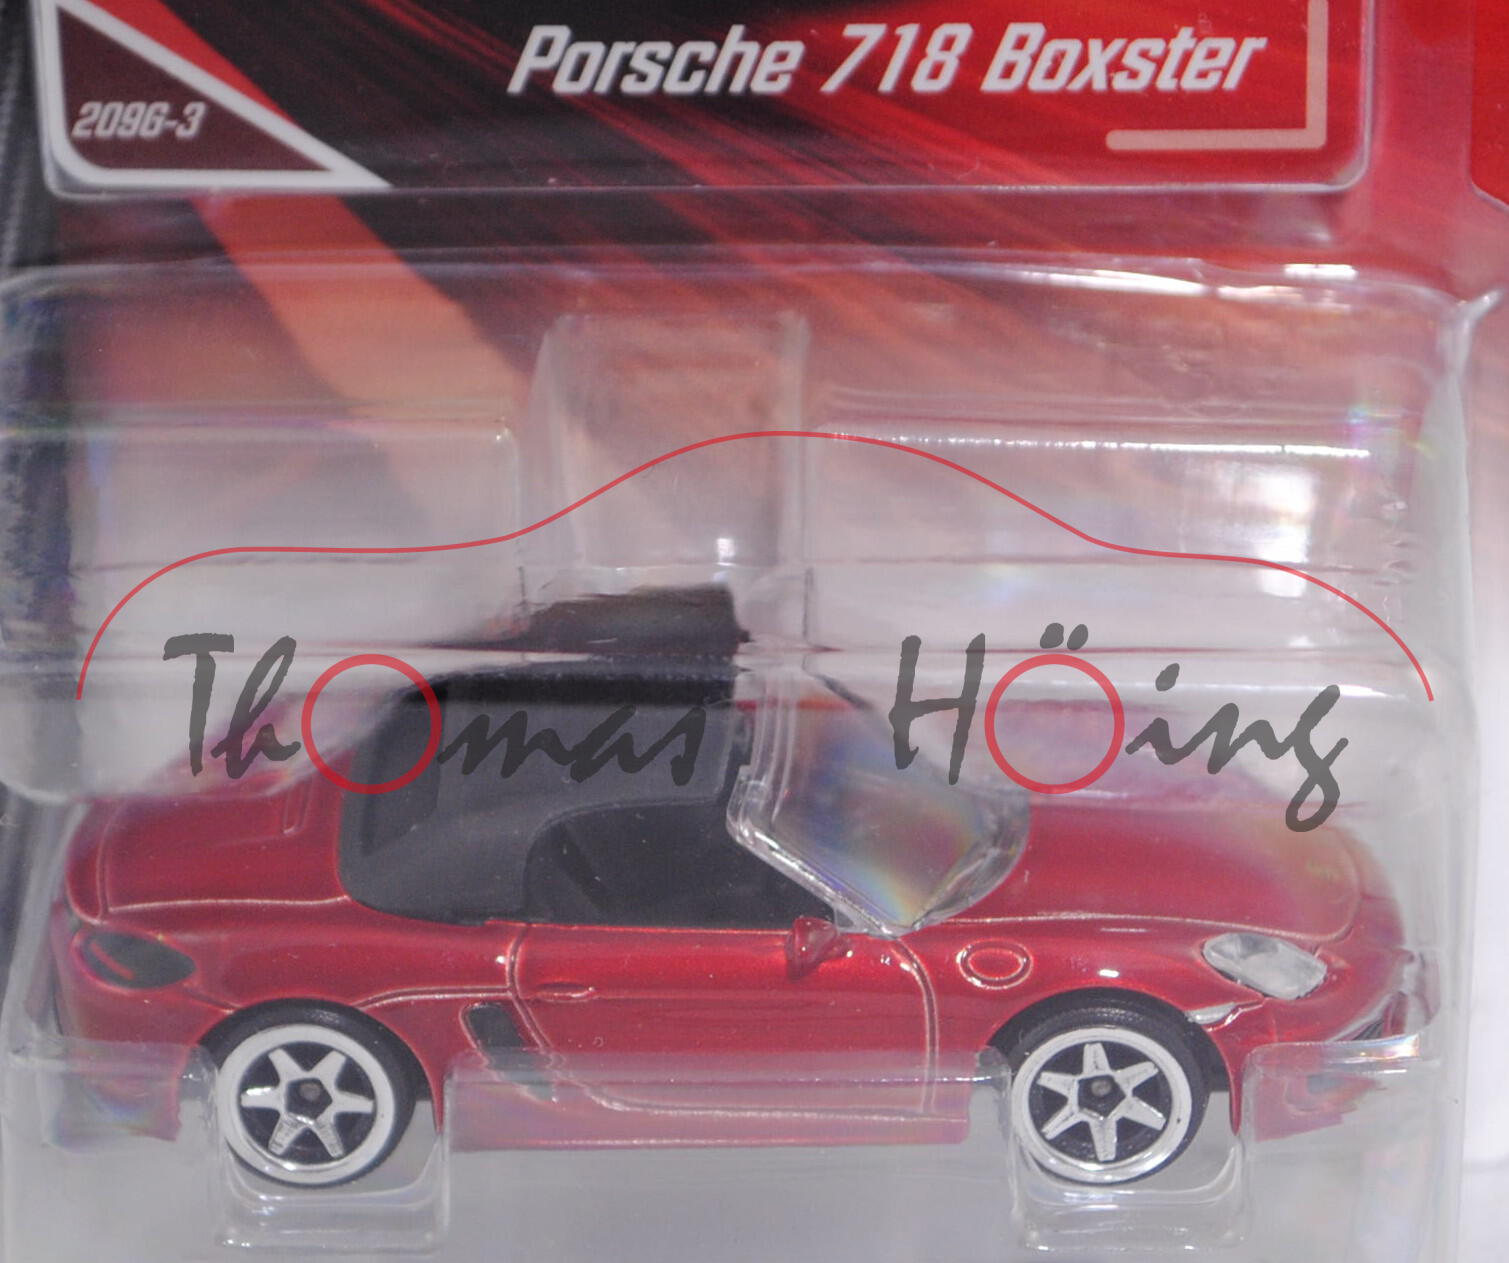 Porsche 718 Boxster
2096-3
Thomas Höing